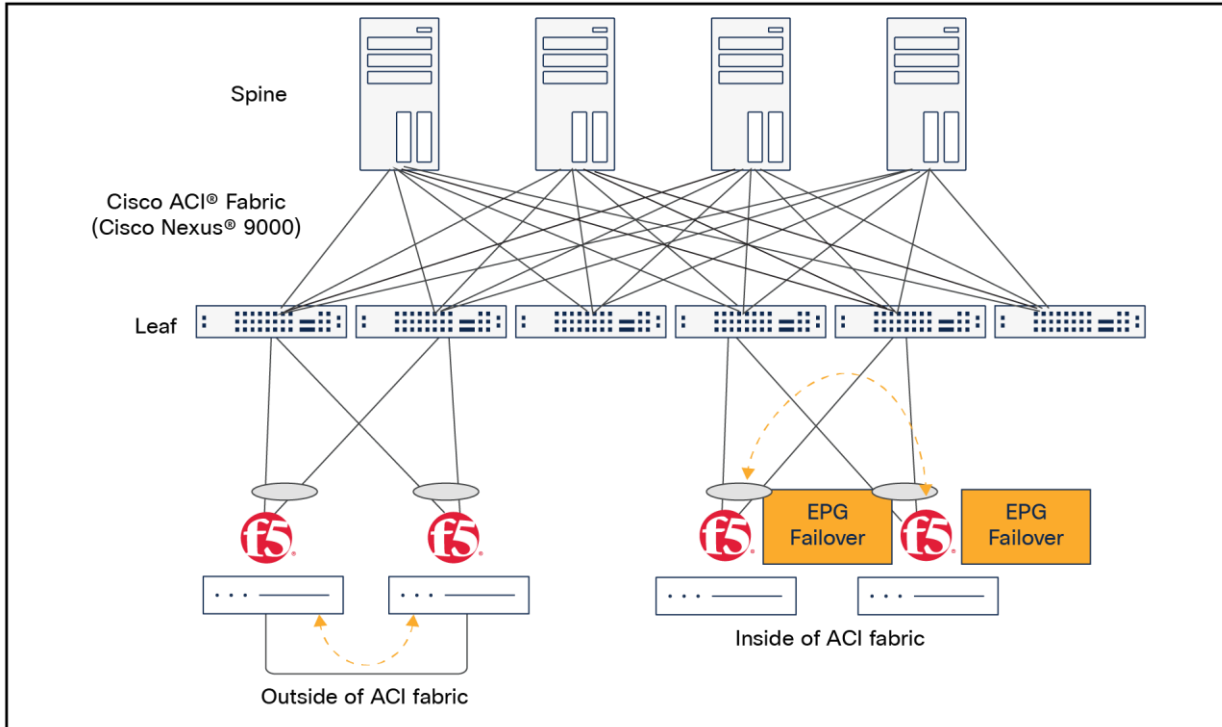 Spine
Cisco ACI® Fabric
(Cisco Nexus® 9000)
Leaf
f5®
f5®
f5®
EPG
Failover
f5®
EPG
Failover
Inside of ACI fabric
Outside of ACI fabric